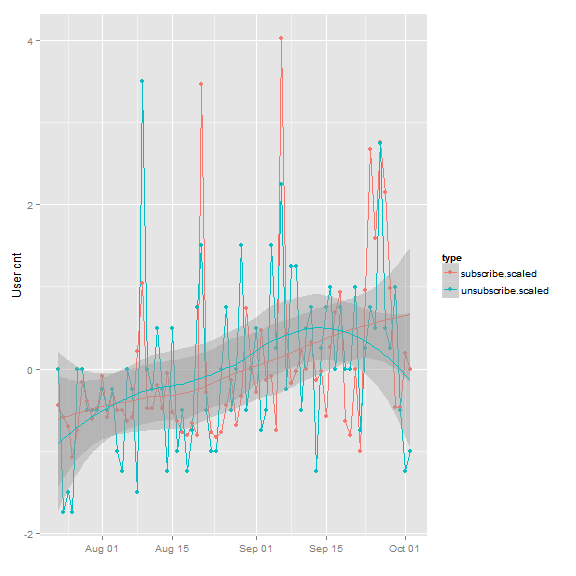 4
2
0
-2
User cnt
Aug 01
Aug 15
Sep 01
Sep 15
Oct 01
type
subscribe.scaled
unsubscribe.scaled